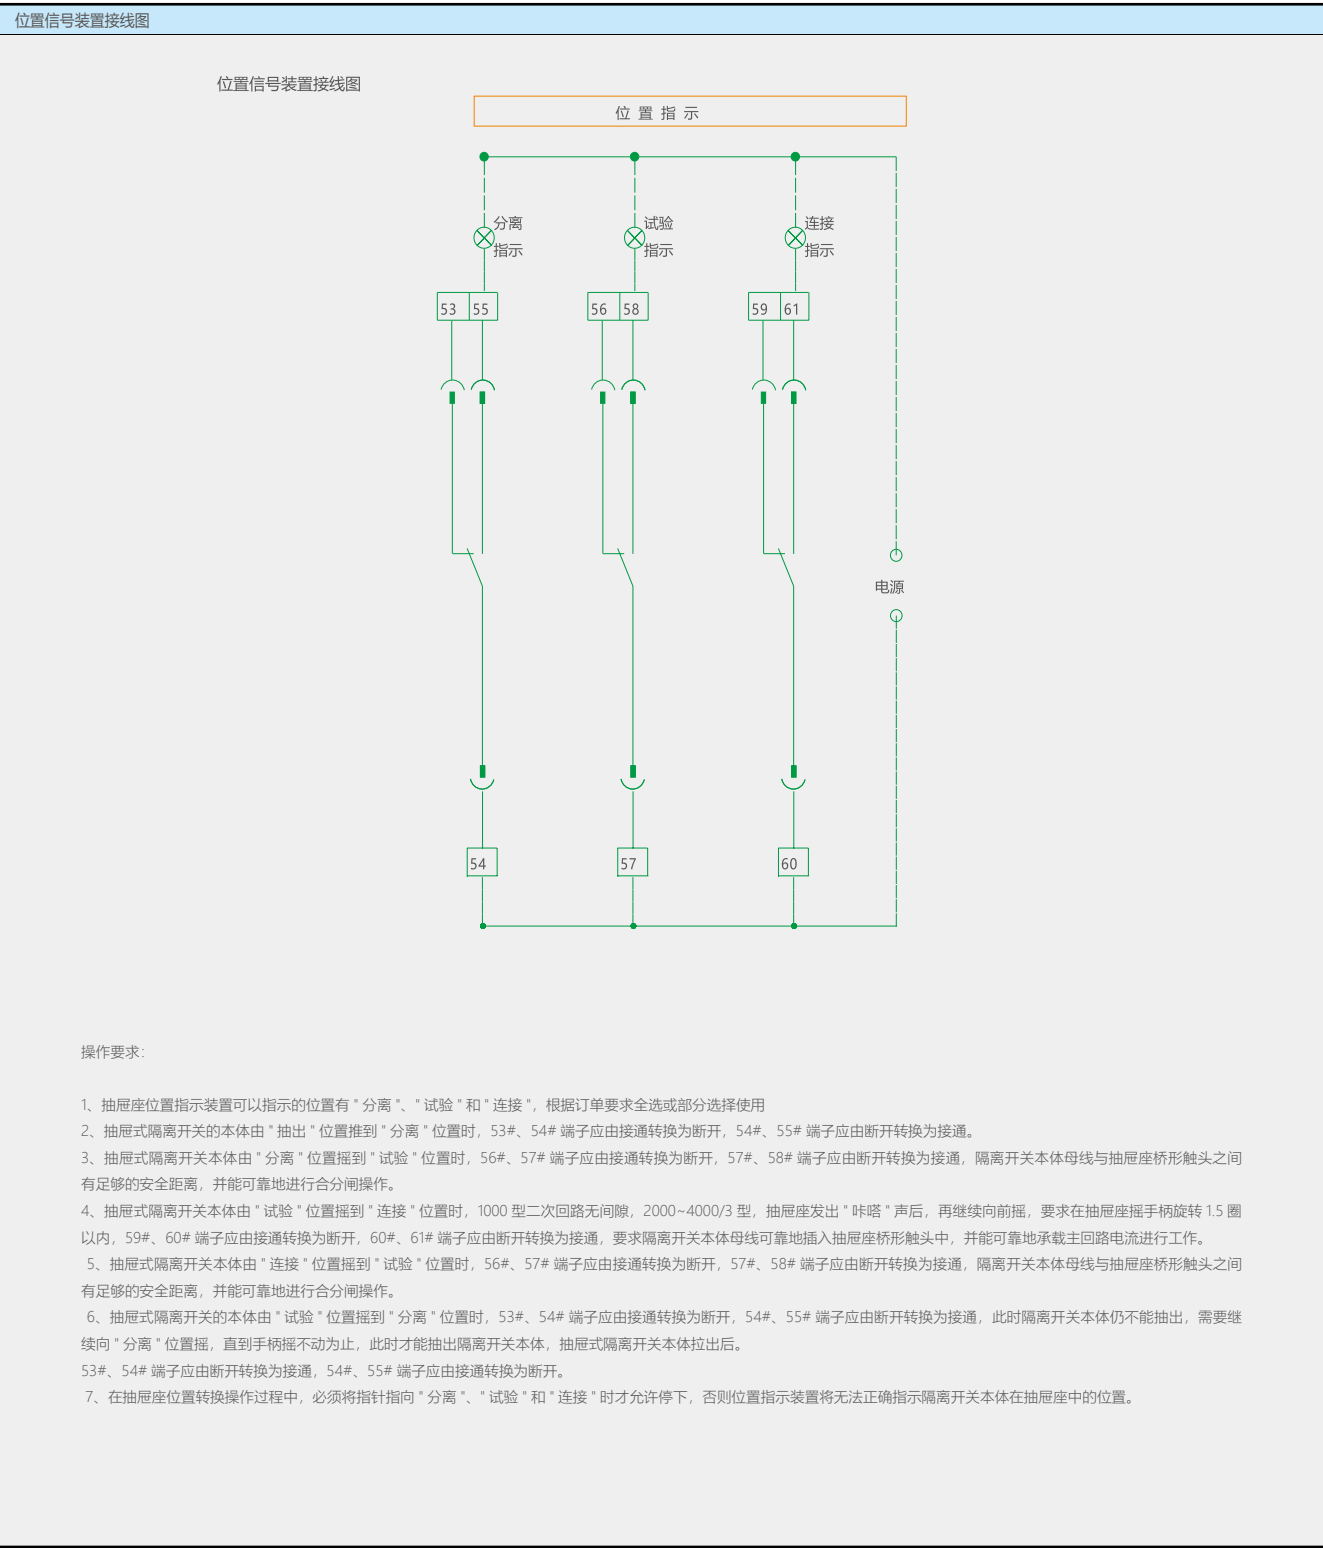 位置信号装置接线图
位置信号装置接线图
位 置 指 示
分离
指示
试验
指示
连接
指示
53 55
56 58
59 61
电源
54
57
60
操作要求：
1、抽屉座位置指示装置可以指示的位置有 " 分离 "、" 试验 " 和 " 连接 "，根据订单要求全选或部分选择使用
2、抽屉式隔离开关的本体由 " 抽出 " 位置推到 " 分离 " 位置时，53#、54# 端子应由接通转换为断开，54#、55# 端子应由断开转换为接通。
3、抽屉式隔离开关本体由 " 分离 " 位置摇到 " 试验 " 位置时，56#、57# 端子应由接通转换为断开，57#、58# 端子应由断开转换为接通，隔离开关本体母线与抽屉座桥形触头之间
有足够的安全距离，并能可靠地进行合分闸操作。
4、抽屉式隔离开关本体由 " 试验 " 位置摇到 " 连接 " 位置时，1000 型二次回路无间隙，2000~4000/3 型，抽屉座发出 " 咔嗒 " 声后，再继续向前摇，要求在抽屉座摇手柄旋转 1.5 圈
以内，59#、60# 端子应由接通转换为断开，60#、61# 端子应由断开转换为接通，要求隔离开关本体母线可靠地插入抽屉座桥形触头中，并能可靠地承载主回路电流进行工作。
5、抽屉式隔离开关本体由 " 连接 " 位置摇到 " 试验 " 位置时，56#、57# 端子应由接通转换为断开，57#、58# 端子应由断开转换为接通，隔离开关本体母线与抽屉座桥形触头之间
有足够的安全距离，并能可靠地进行合分闸操作。
6、抽屉式隔离开关的本体由 " 试验 " 位置摇到 " 分离 " 位置时，53#、54# 端子应由接通转换为断开，54#、55# 端子应由断开转换为接通，此时隔离开关本体仍不能抽出，需要继
续向 " 分离 " 位置摇，直到手柄摇不动为止，此时才能抽出隔离开关本体，抽屉式隔离开关本体拉出后。
53#、54# 端子应由断开转换为接通，54#、55# 端子应由接通转换为断开。
7、在抽屉座位置转换操作过程中，必须将指针指向 " 分离 "、" 试验 " 和 " 连接 " 时才允许停下，否则位置指示装置将无法正确指示隔离开关本体在抽屉座中的位置。